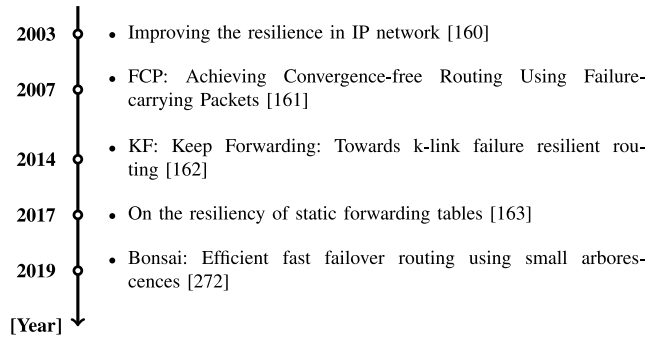 2003 • Improving the resilience in IP network [160]
2007 • FCP: Achieving Convergence-free Routing Using Failure-
carrying Packets [161]
2014 • KF: Keep Forwarding: Towards k-link failure resilient rou-
ting [162]
2017 • On the resiliency of static forwarding tables [163]
2019 • Bonsai: Efficient fast failover routing using small arbores-
cences [272]
[Year]